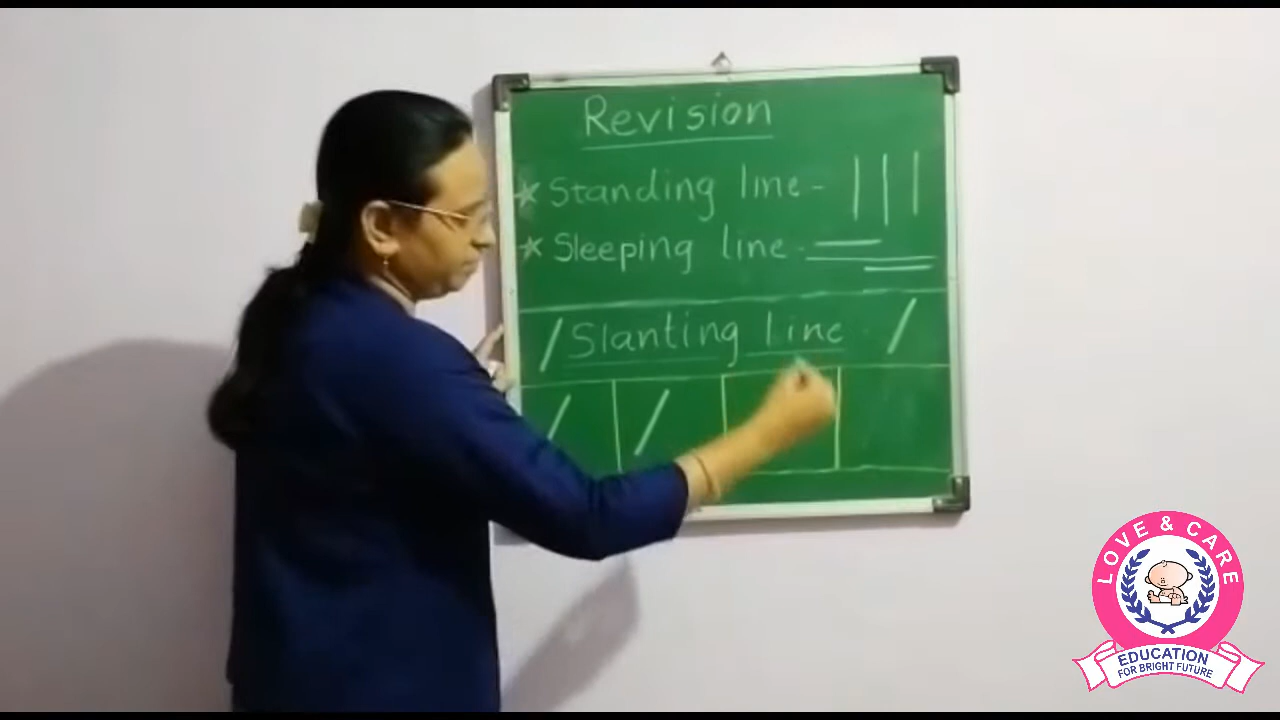 Revision
* Standing line - | | |
* Sleeping line -
/ Slanting line - /
/ /
LOVE & CARE
EDUCATION
FOR BRIGHT FUTURE